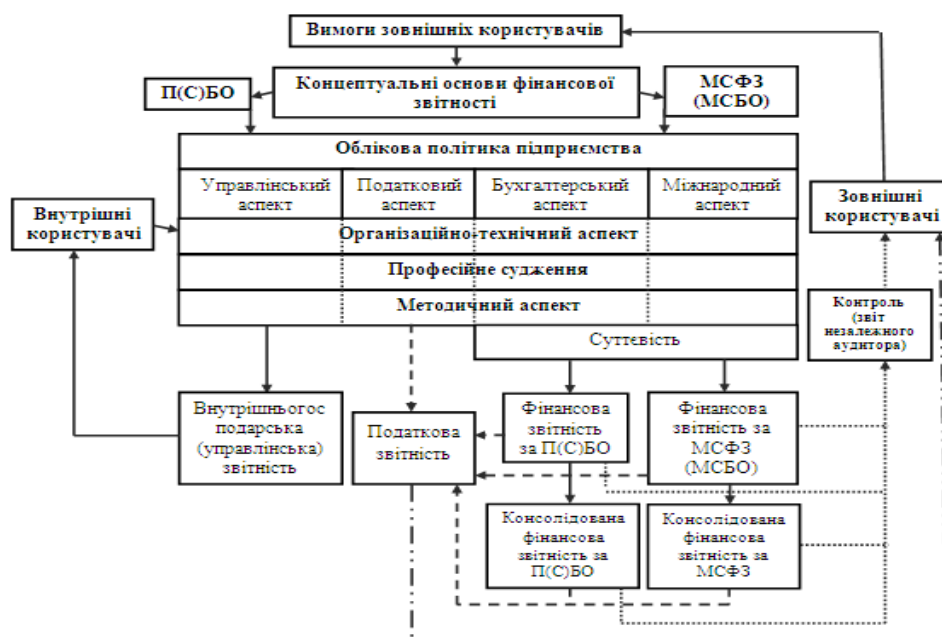 Вимоги зовнішніх користувачів
П(С)БО
Концептуальні основи фінансової
звітності
МСФЗ
(МСБО)
Облікова політика підприємства
Управлінський
аспект
Податковий
аспект
Бухгалтерський
аспект
Міжнародний
аспект
Внутрішні
користувачі
Зовнішні
користувачі
Організаційно-технічний аспект
Професійне судження
Методичний аспект
Контроль
(звіт
незалежного
аудитора)
Суттєвість
Внутрішньогос
подарська
(управлінська)
звітність
Податкова
звітність
Фінансова
звітність
за П(С)БО
Фінансова
звітність за
МСФЗ
(МСБО)
Консолідована
фінансова
звітність за
П(С)БО
Консолідована
фінансова
звітність за
МСФЗ